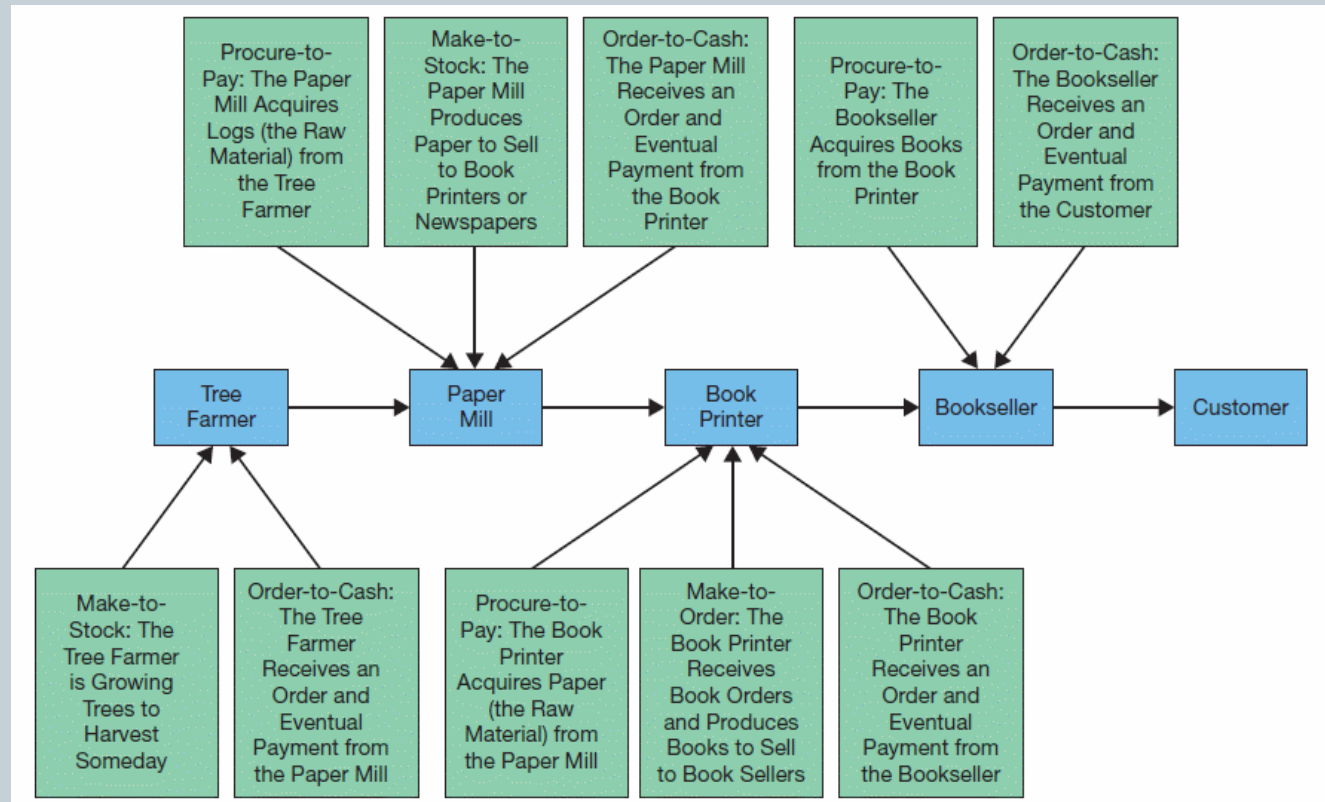 Procure-to-
Pay: The Paper
Mill Acquires
Logs (the Raw
Material) from
the Tree
Farmer
Make-to-
Stock: The
Paper Mill
Produces
Paper to Sell
to Book
Printers or
Newspapers
Order-to-Cash:
The Paper Mill
Receives an
Order and
Eventual
Payment from
the Book
Printer
Procure-to-
Pay: The
Bookseller
Acquires Books
from the Book
Printer
Order-to-Cash:
The Bookseller
Receives an
Order and
Eventual
Payment from
the Customer
Tree
Farmer
Paper
Mill
Book
Printer
Bookseller
Customer
Make-to-
Stock: The
Tree Farmer
is Growing
Trees to
Harvest
Someday
Order-to-Cash:
The Tree
Farmer
Receives an
Order and
Eventual
Payment from
the Paper Mill
Procure-to-
Pay: The Book
Printer
Acquires Paper
(the Raw
Material) from
the Paper Mill
Make-to-
Order: The
Book Printer
Receives
Book Orders
and Produces
Books to Sell
to Book Sellers
Order-to-Cash:
The Book
Printer
Receives an
Order and
Eventual
Payment from
the Bookseller